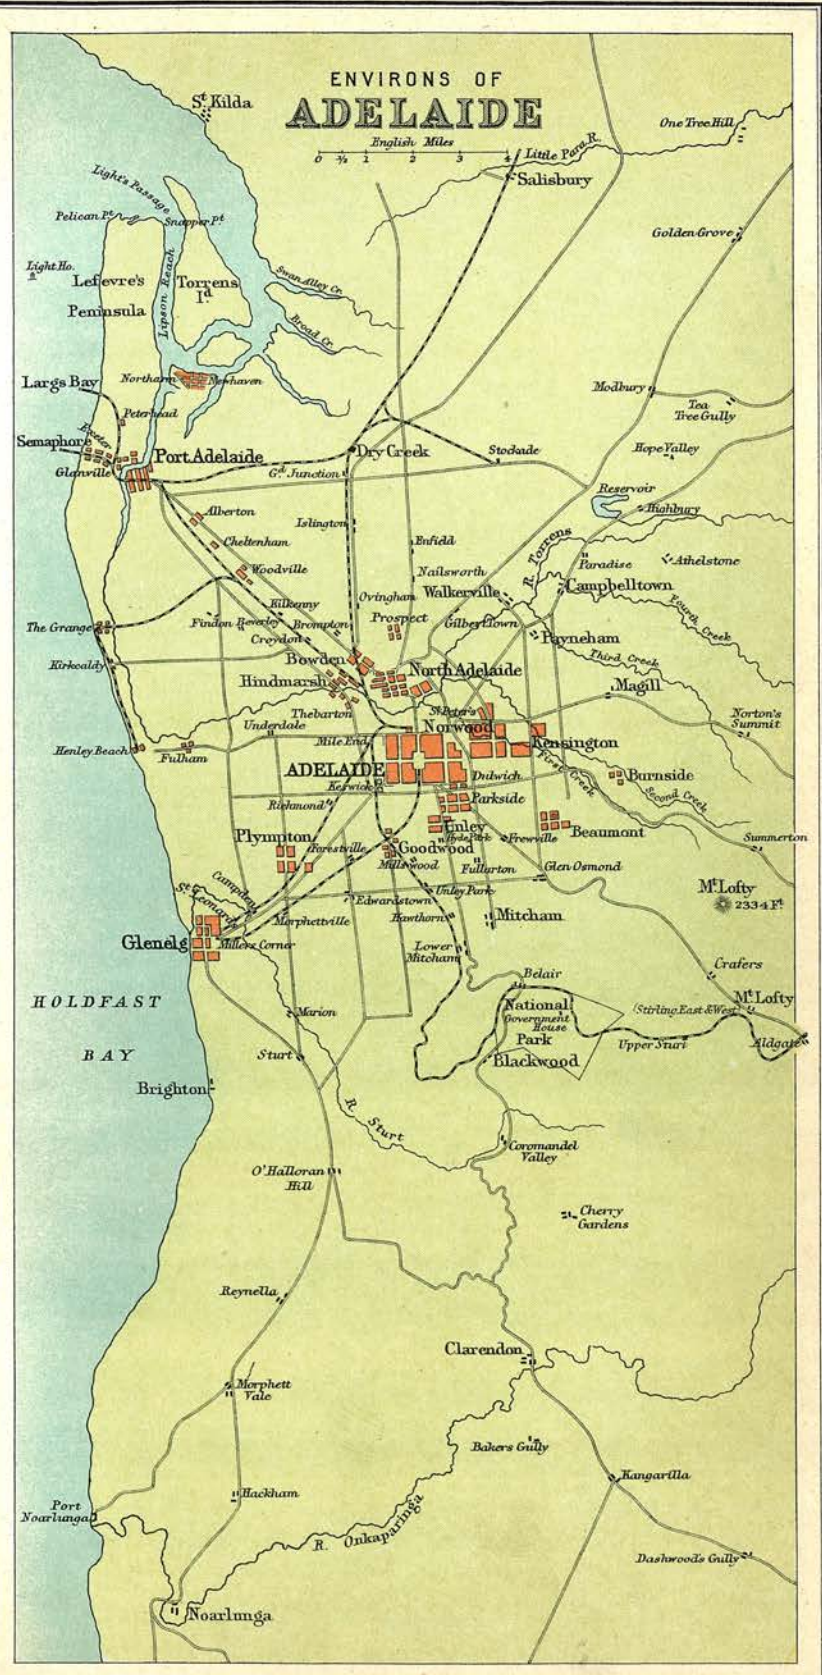 ENVIRONS OF
ADELAIDE
English Miles
0 ½ 1 2 3 4
St. Kilda
One Tree Hill
Little Para R.
Salisbury
Light's Passage
Pelican Pt.
Snapper Pt.
Golden Grove
Light Ho.
Lefevre's
Peninsula
Lipson Reach
Torrens
Id.
Swan Alley Cr.
Broad Cr.
Largs Bay
Northarm
Newhaven
Modbury
Tea
Tree Gully
Peterhead
Semaphore
Exeter
Glanville
Port Adelaide
Dry Creek
Gd. Junction
Stockade
Hope Valley
Reservoir
Highbury
Alberton
Islington
Cheltenham
Enfield
R. Torrens
Paradise
Athelstone
Woodville
Nailsworth
Walkerville
Campbelltown
Kilkenny
Ovingham
Fourth Creek
The Grange
Findon
Beverley
Brompton
Prospect
Gilberttown
Payneham
Croydon
Kirkcaldy
Bowden
Third Creek
Hindmarsh
North Adelaide
Magill
Thebarton
St. Peter's
Norton's
Summit
Underdale
Norwood
Mile End
Kensington
Henley Beach
Fulham
ADELAIDE
First Creek
Dulwich
Burnside
Keswick
Second Creek
Richmond
Parkside
Plympton
Unley
Hyde Park
Frewville
Beaumont
Forestville
Goodwood
Summerton
Millswood
Fullarton
Glen Osmond
Campden
St. Leonards
Unley Park
Mt. Lofty
2334 Ft.
Edwardstown
Morphettville
Hawthorn
Mitcham
Glenelg
Millers Corner
Lower
Mitcham
Crafers
Belair
HOLDFAST
BAY
National
Government
House
Park
(Stirling East & West)
Mt. Lofty
Marion
Upper Sturt
Aldgate
Sturt
Blackwood
Brighton
R. Sturt
Coromandel
Valley
O'Halloran
Hill
Cherry
Gardens
Reynella
Clarendon
Morphett
Vale
Bakers Gully
Kangarilla
Hackham
Port
Noarlunga
R. Onkaparinga
Dashwood's Gully
Noarlunga